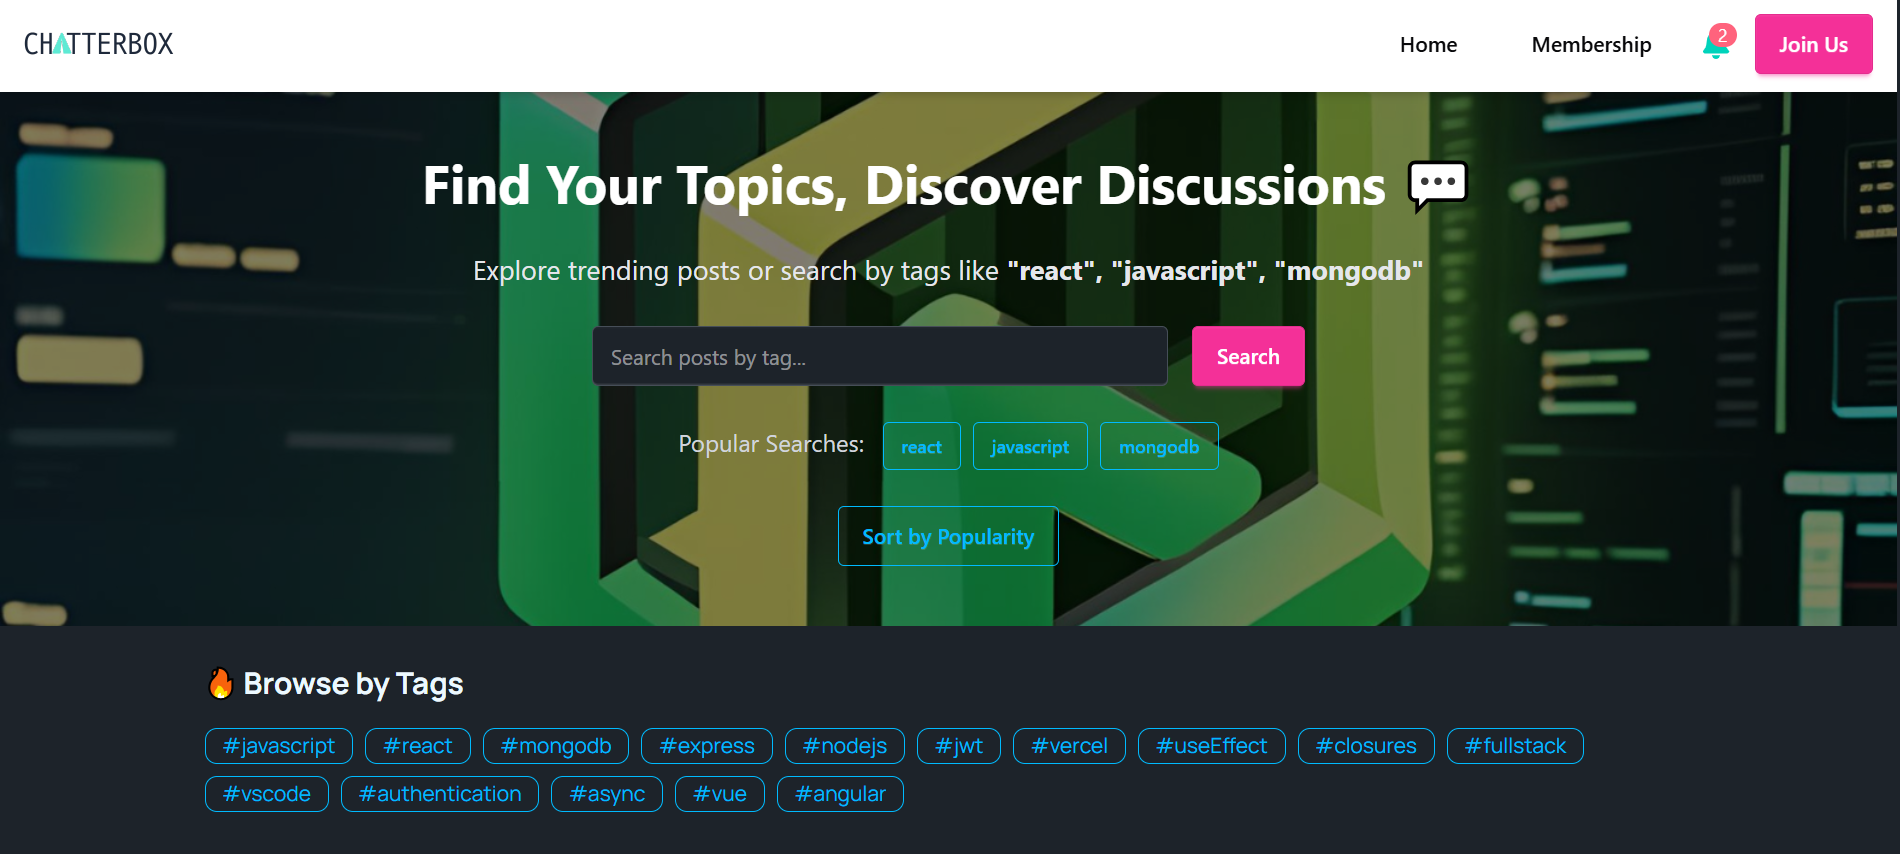 CHATTERBOX Home Membership 2 Join Us
Find Your Topics, Discover Discussions
Explore trending posts or search by tags like "react", "javascript", "mongodb"
Search posts by tag... Search
Popular Searches: react javascript mongodb
Sort by Popularity
Browse by Tags
#javascript #react #mongodb #express #nodejs #jwt #vercel #useEffect #closures #fullstack
#vscode #authentication #async #vue #angular